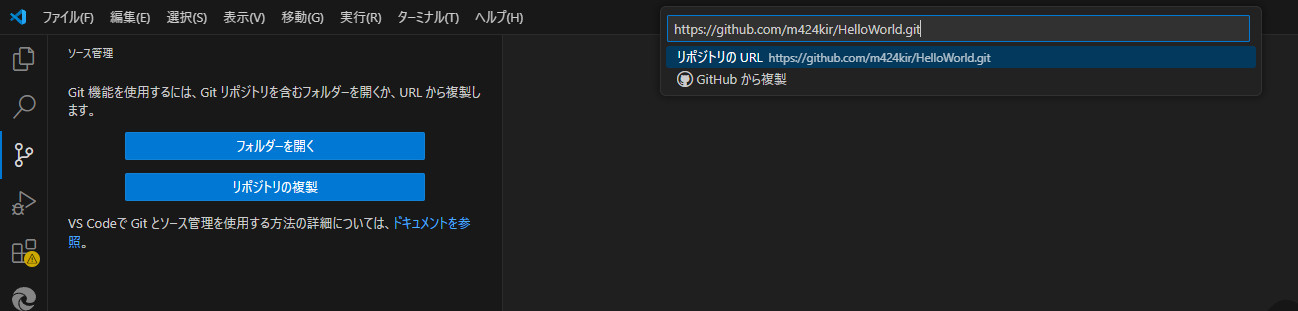 ファイル(F) 編集(E) 選択(S) 表示(V) 移動(G) 実行(R) ターミナル(T) ヘルプ(H)
https://github.com/m424kir/HelloWorld.git
リポジトリの URL https://github.com/m424kir/HelloWorld.git
GitHub から複製
ソース管理
Git 機能を使用するには、Git リポジトリを含むフォルダーを開くか、URL から複製し
ます。
フォルダーを開く
リポジトリの複製
VS Codeで Git とソース管理を使用する方法の詳細については、ドキュメントを参
照。